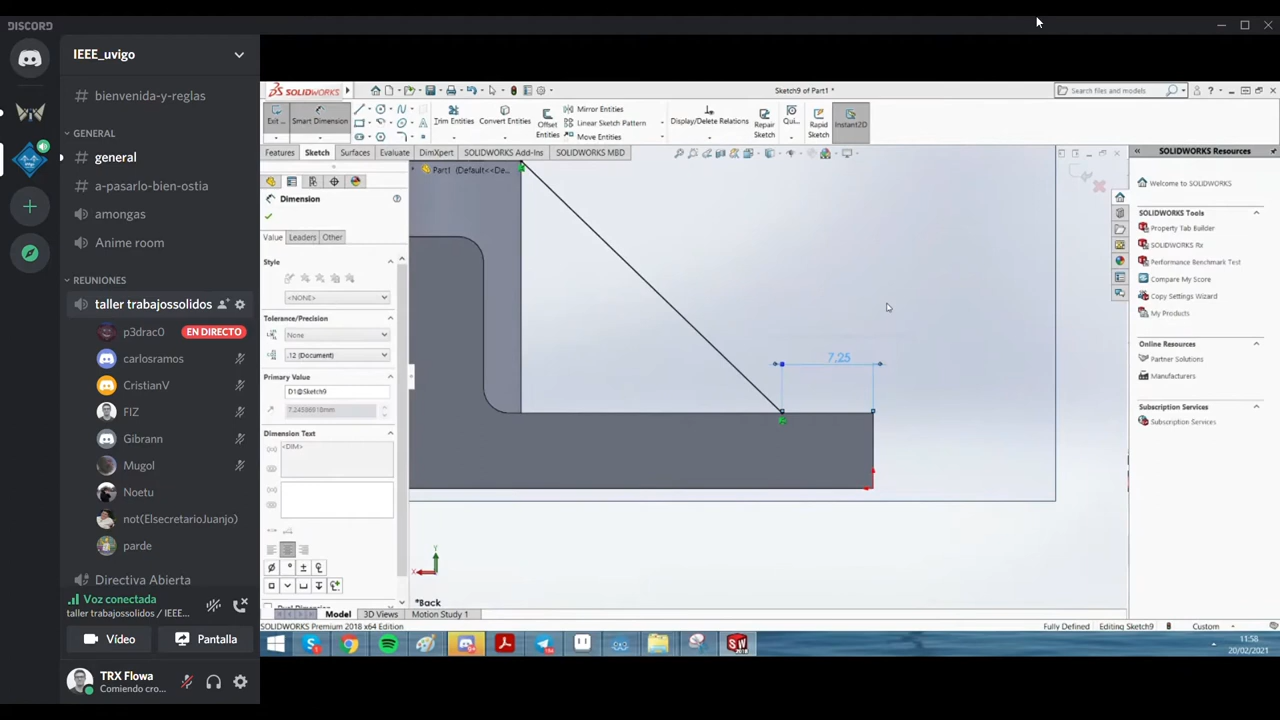 DISCORD
IEEE_uvigo
bienvenida-y-reglas
GENERAL
general
a-pasarlo-bien-ostia
amongas
Anime room
REUNIONES
taller trabajossolidos
p3drac0 EN DIRECTO
carlosramos
CristianV
FIZ
Gibrann
Mugol
Noetu
not(ElsecretarioJuanjo)
parde
Directiva Abierta
Voz conectada
taller trabajossolidos / IEEE...
Vídeo
Pantalla
TRX Flowa
Comiendo cro...
SOLIDWORKS
Sketch9 of Part1 *
Search files and models
Exit...
Smart Dimension
Trim Entities
Convert Entities
Offset Entities
Mirror Entities
Linear Sketch Pattern
Move Entities
Display/Delete Relations
Repair Sketch
Qui...
Rapid Sketch
Instant2D
Features
Sketch
Surfaces
Evaluate
DimXpert
SOLIDWORKS Add-Ins
SOLIDWORKS MBD
Part1 (Default<<De...
Dimension
Value
Leaders
Other
Style
<NONE>
Tolerance/Precision
None
.12 (Document)
Primary Value
D1@Sketch9
Dimension Text
<DIM>
7.25
Y
X
*Back
SOLIDWORKS Resources
Welcome to SOLIDWORKS
SOLIDWORKS Tools
Property Tab Builder
SOLIDWORKS Rx
Performance Benchmark Test
Compare My Score
Copy Settings Wizard
My Products
Online Resources
Partner Solutions
Manufacturers
Subscription Services
Subscription Services
Model
3D Views
Motion Study 1
SOLIDWORKS Premium 2018 x64 Edition
Fully Defined
Editing Sketch9
Custom
11:58
20/02/2021